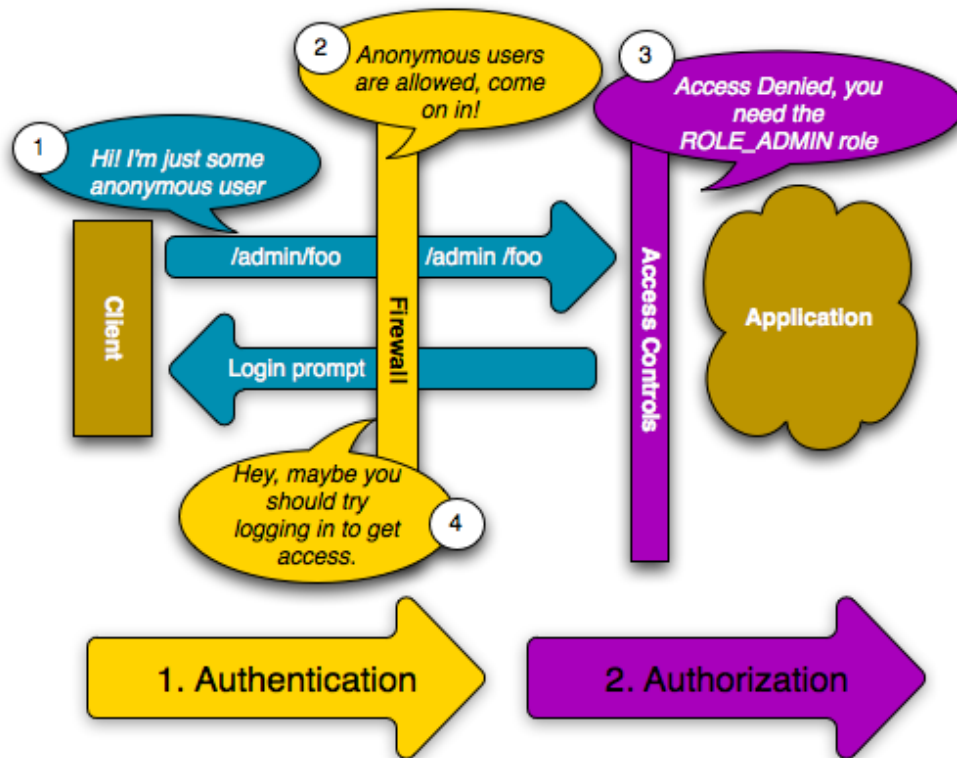 1
Hi! I'm just some
anonymous user
2
Anonymous users
are allowed, come
on in!
3
Access Denied, you
need the
ROLE_ADMIN role
Client
/admin/foo
Firewall
/admin /foo
Access Controls
Application
Login prompt
Hey, maybe you
should try
logging in to get
access.
4
1. Authentication
2. Authorization